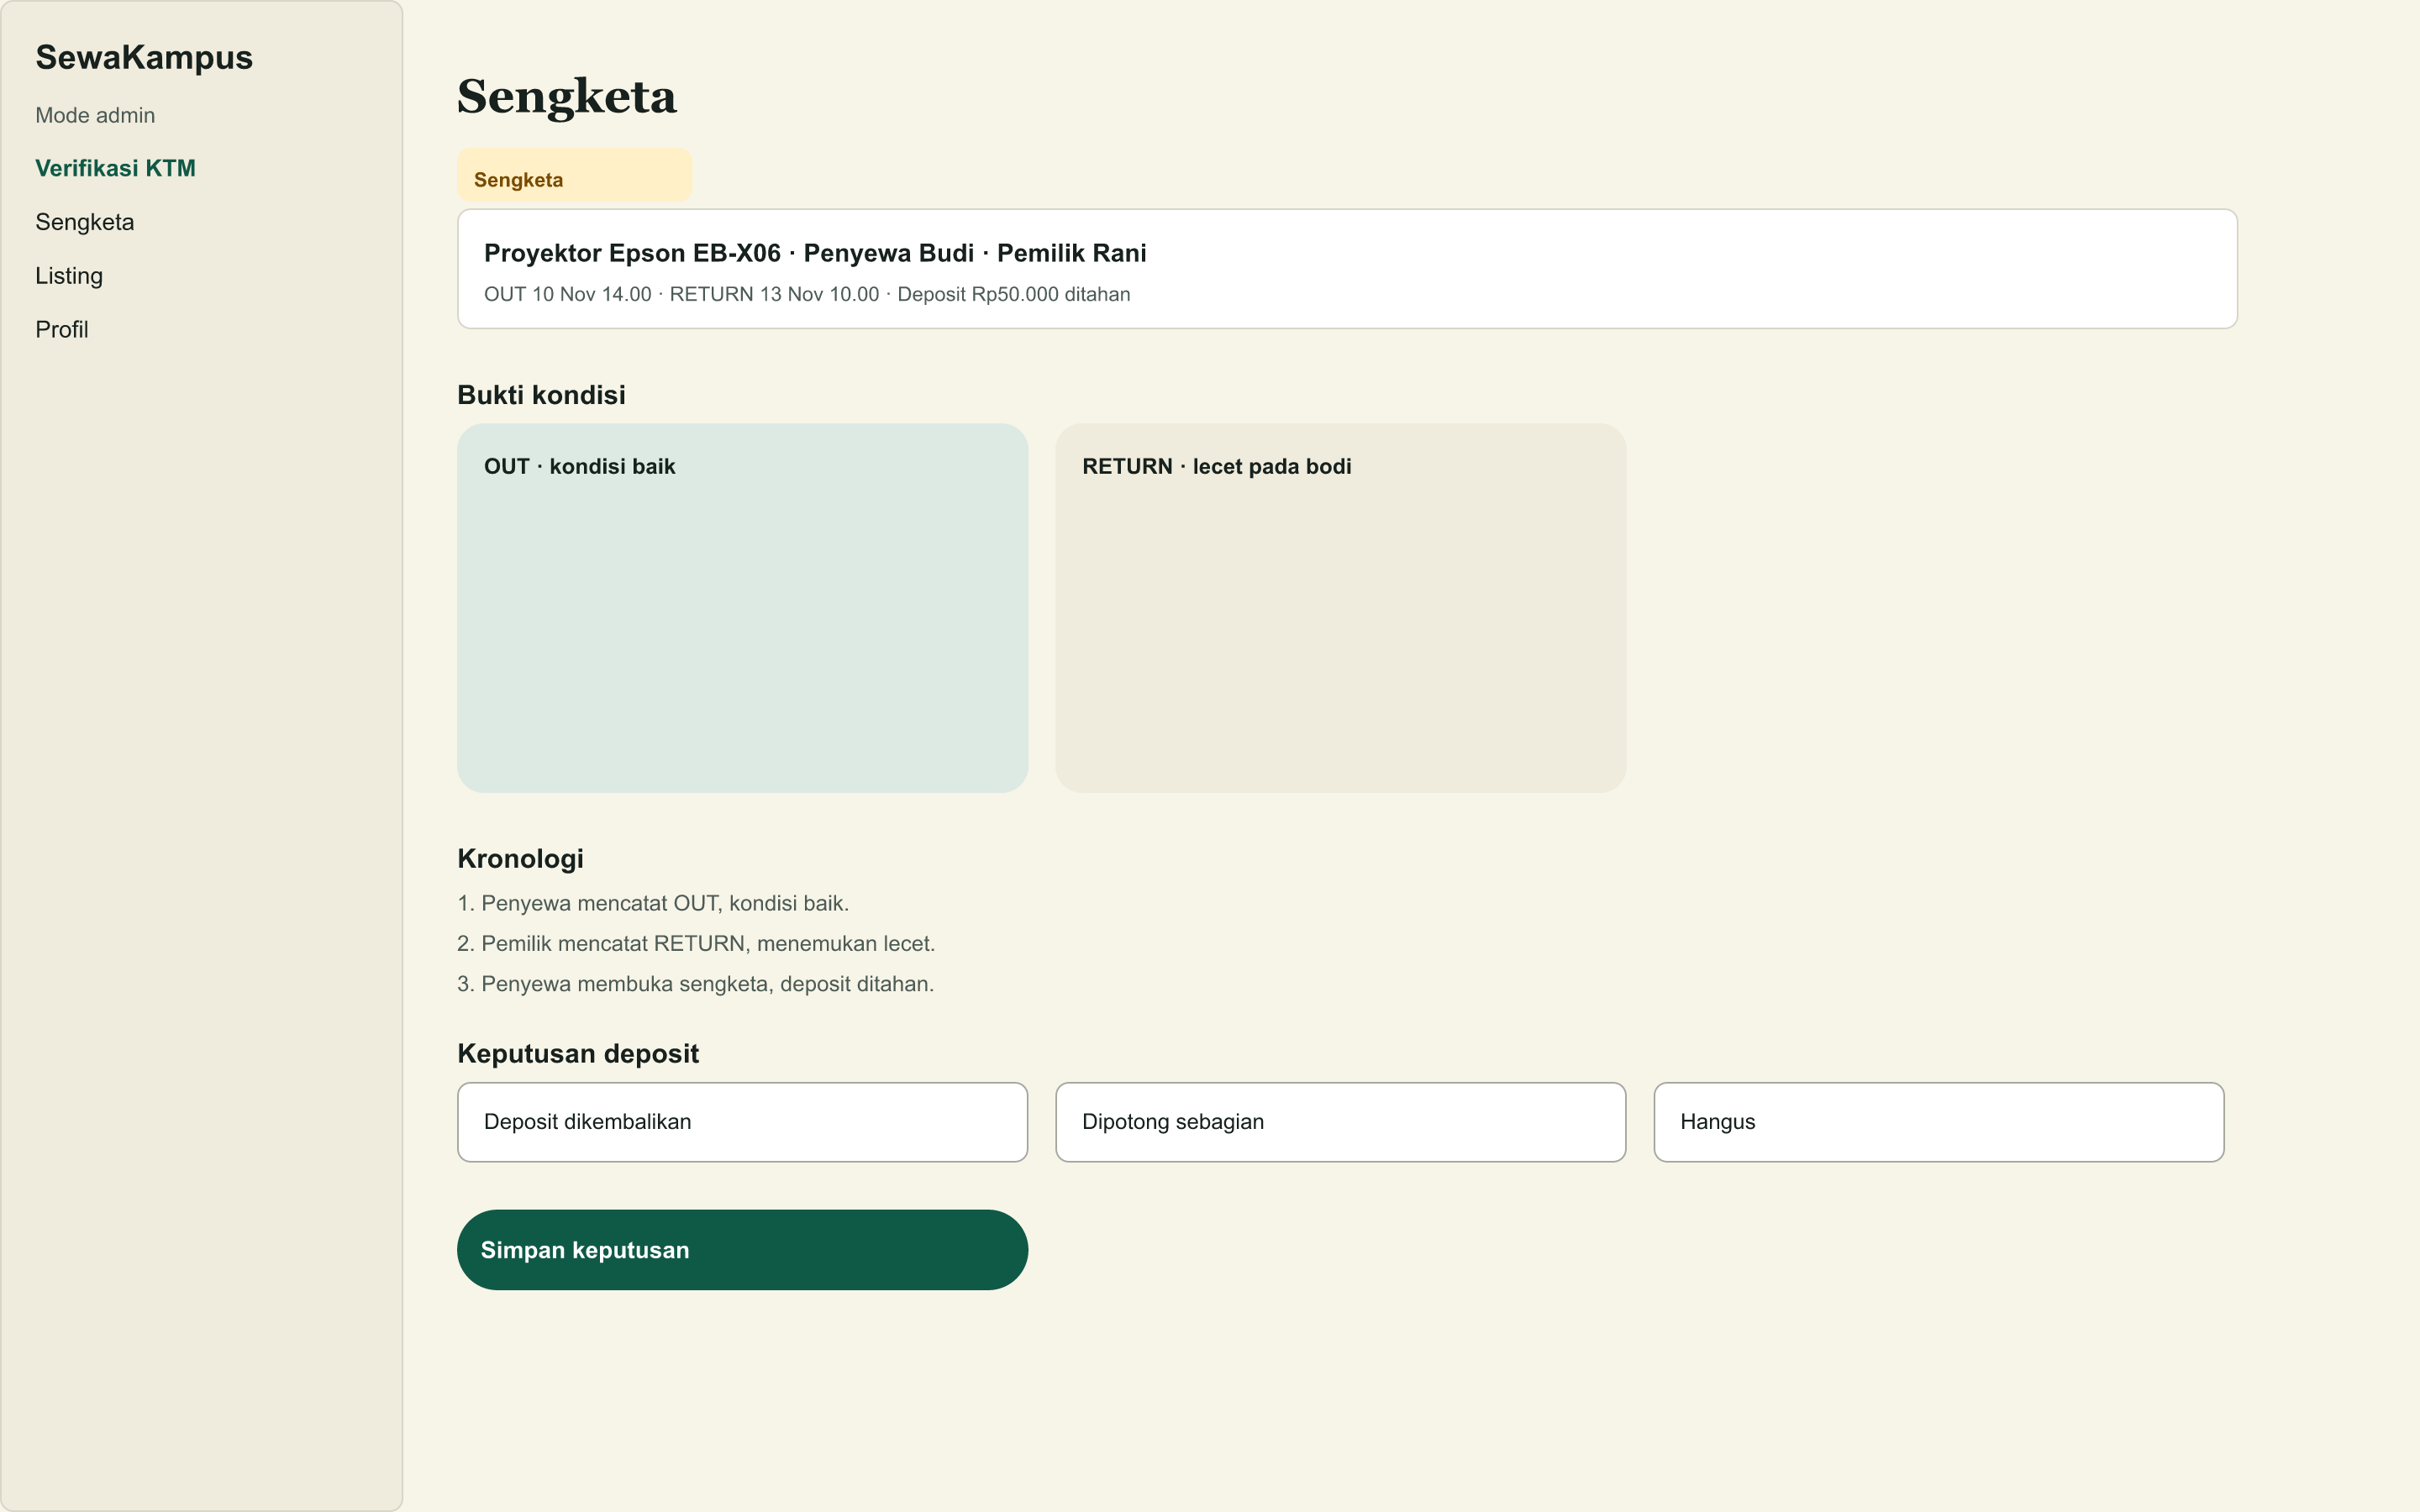 SewaKampus
Mode admin
Verifikasi KTM
Sengketa
Listing
Profil
Sengketa
Sengketa
Proyektor Epson EB-X06 · Penyewa Budi · Pemilik Rani
OUT 10 Nov 14.00 · RETURN 13 Nov 10.00 · Deposit Rp50.000 ditahan
Bukti kondisi
OUT · kondisi baik
RETURN · lecet pada bodi
Kronologi
1. Penyewa mencatat OUT, kondisi baik.
2. Pemilik mencatat RETURN, menemukan lecet.
3. Penyewa membuka sengketa, deposit ditahan.
Keputusan deposit
Deposit dikembalikan
Dipotong sebagian
Hangus
Simpan keputusan